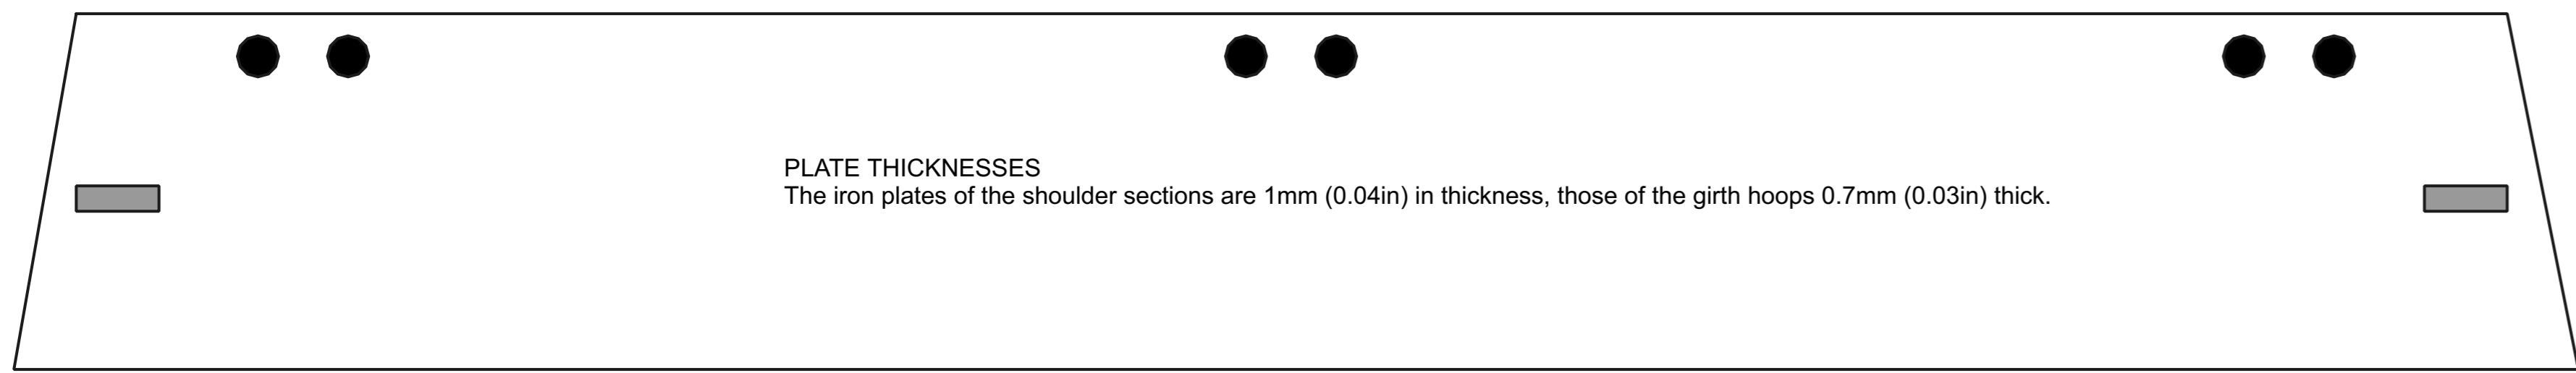 PLATE THICKNESSES
The iron plates of the shoulder sections are 1mm (0.04in) in thickness, those of the girth hoops 0.7mm (0.03in) thick.